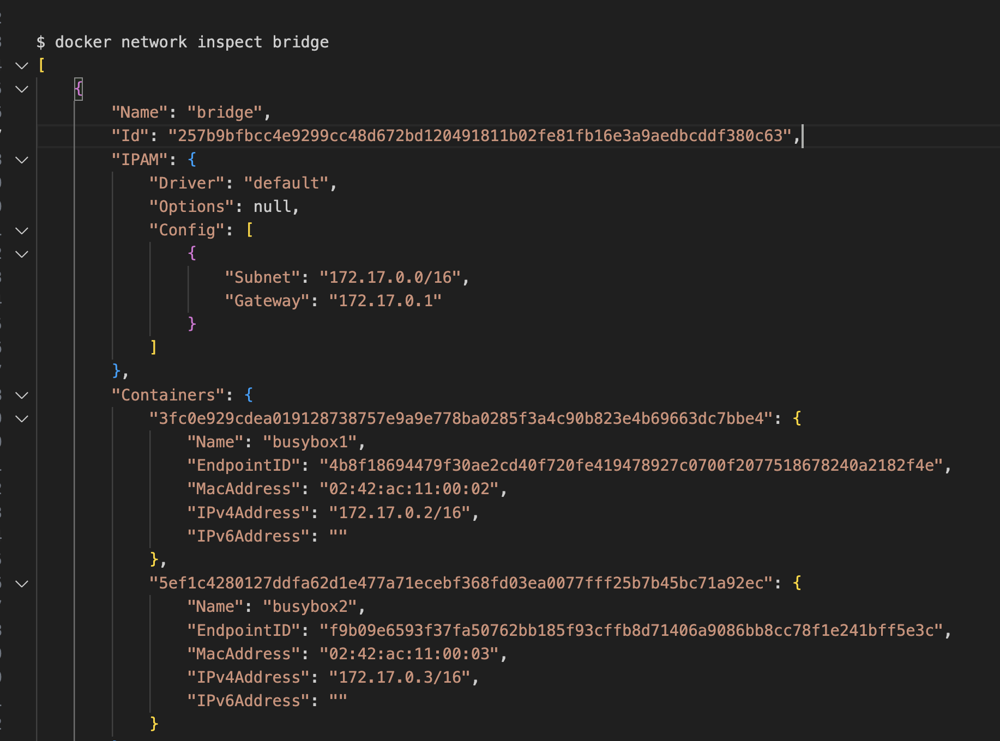 $ docker network inspect bridge
[
    {
        "Name": "bridge",
        "Id": "257b9bfbcc4e9299cc48d672bd120491811b02fe81fb16e3a9aedbcddf380c63",
        "IPAM": {
            "Driver": "default",
            "Options": null,
            "Config": [
                {
                    "Subnet": "172.17.0.0/16",
                    "Gateway": "172.17.0.1"
                }
            ]
        },
        "Containers": {
            "3fc0e929cdea019128738757e9a9e778ba0285f3a4c90b823e4b69663dc7bbe4": {
                "Name": "busybox1",
                "EndpointID": "4b8f18694479f30ae2cd40f720fe419478927c0700f2077518678240a2182f4e",
                "MacAddress": "02:42:ac:11:00:02",
                "IPv4Address": "172.17.0.2/16",
                "IPv6Address": ""
            },
            "5ef1c4280127ddfa62d1e477a71ecebf368fd03ea0077fff25b7b45bc71a92ec": {
                "Name": "busybox2",
                "EndpointID": "f9b09e6593f37fa50762bb185f93cffb8d71406a9086bb8cc78f1e241bff5e3c",
                "MacAddress": "02:42:ac:11:00:03",
                "IPv4Address": "172.17.0.3/16",
                "IPv6Address": ""
            }